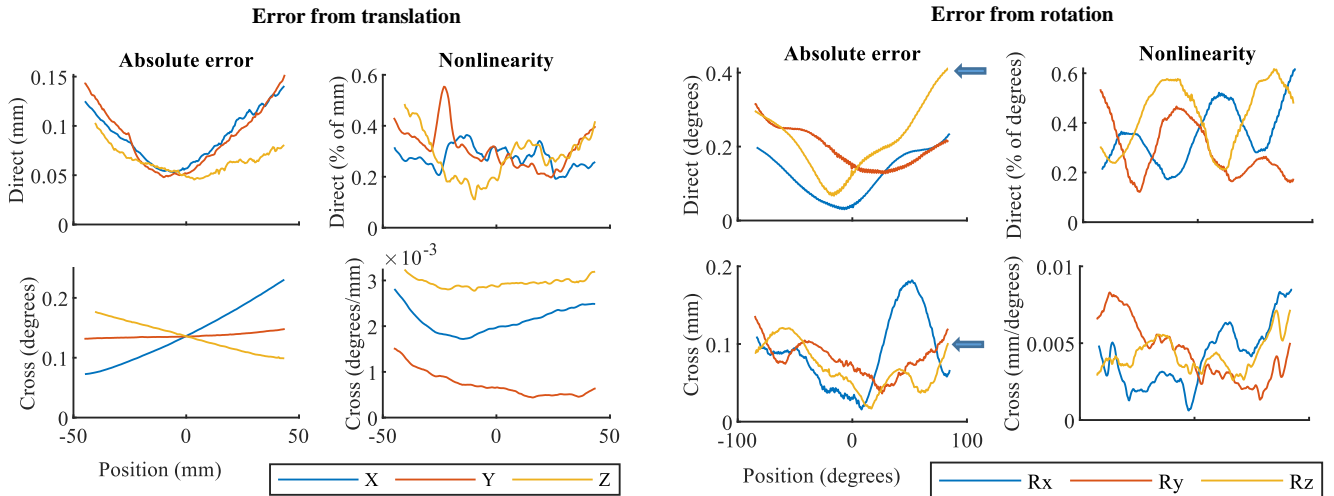 Error from translation
Error from rotation
Absolute error
Nonlinearity
Absolute error
Nonlinearity
Direct (mm)
0.15
0.1
0.05
0
Direct (% of mm)
0.6
0.4
0.2
0
Direct (degrees)
0.4
0.2
0
Direct (% of degrees)
0.6
0.4
0.2
0
Cross (degrees)
0.2
0.1
0
-50
0
50
Cross (degrees/mm)
×10⁻³
3
2
1
0
-50
0
50
Cross (mm)
0.2
0.1
0
-100
0
100
Cross (mm/degrees)
0.01
0.005
0
Position (mm)
Position (degrees)
X
Y
Z
Rx
Ry
Rz